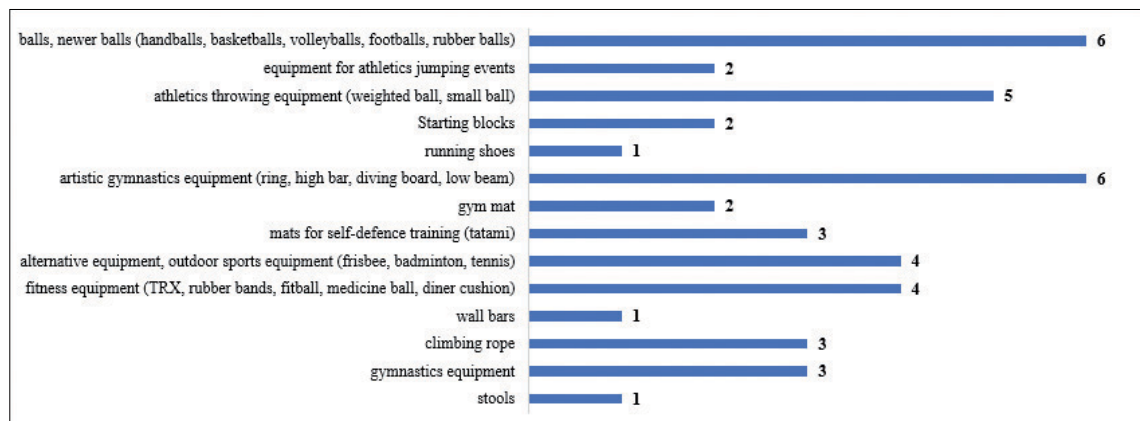 balls, newer balls (handballs, basketballs, volleyballs, footballs, rubber balls) 6
equipment for athletics jumping events 2
athletics throwing equipment (weighted ball, small ball) 5
Starting blocks 2
running shoes 1
artistic gymnastics equipment (ring, high bar, diving board, low beam) 6
gym mat 2
mats for self-defence training (tatami) 3
alternative equipment, outdoor sports equipment (frisbee, badminton, tennis) 4
fitness equipment (TRX, rubber bands, fitball, medicine ball, diner cushion) 4
wall bars 1
climbing rope 3
gymnastics equipment 3
stools 1